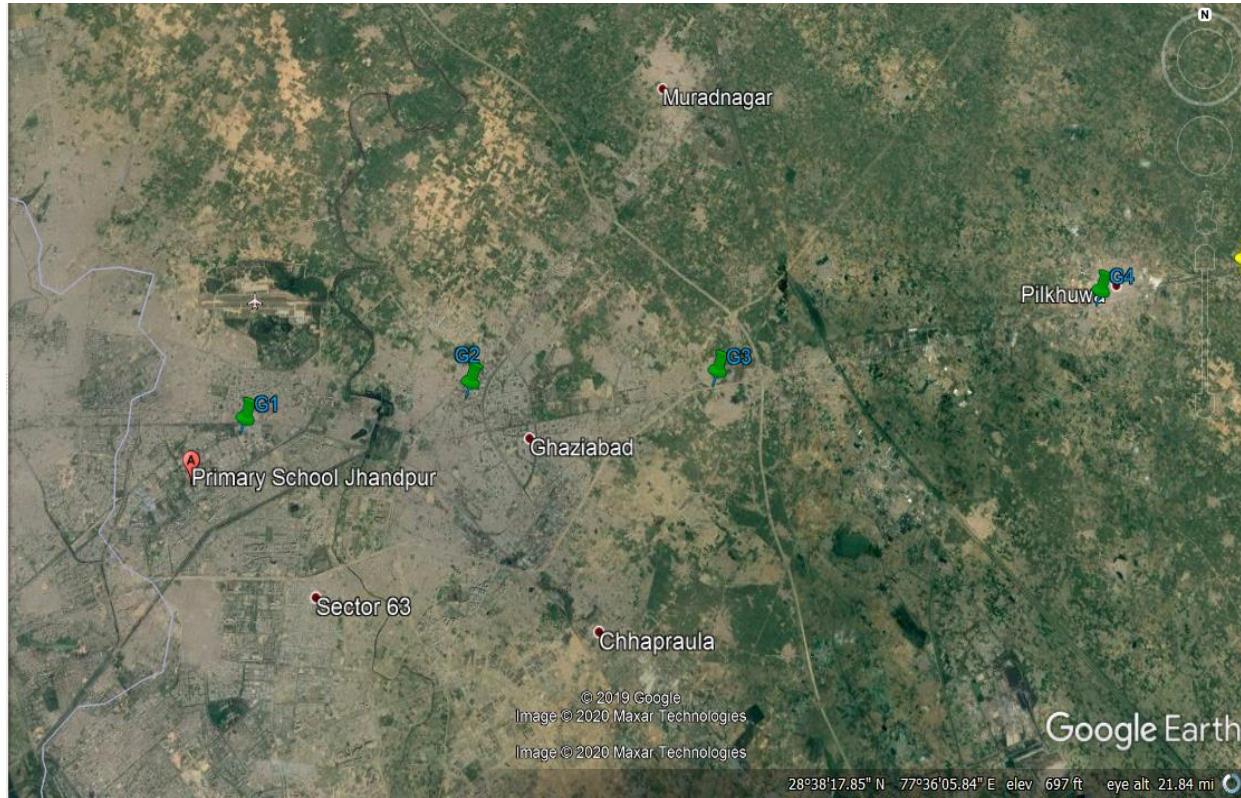 N
Muradnagar
G4
Pilkhuwa
G2
G3
G1
Ghaziabad
A
Primary School Jhandpur
Sector 63
Chhapraula
© 2019 Google
Image © 2020 Maxar Technologies
Image © 2020 Maxar Technologies
Google Earth
28°38'17.85" N 77°36'05.84" E elev 697 ft eye alt 21.84 mi